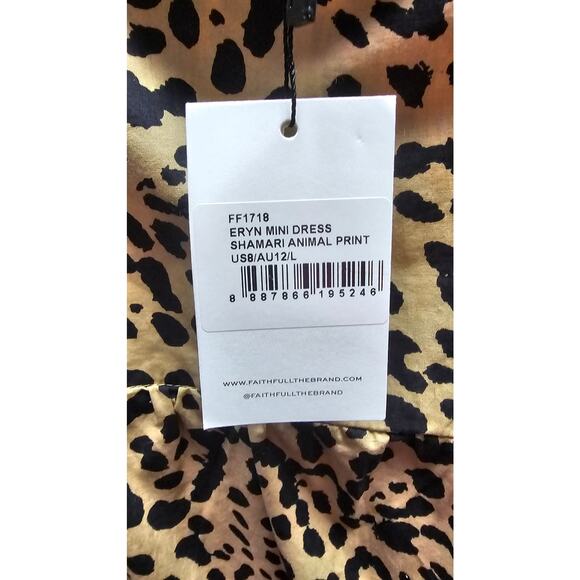 FF1718
ERYN MINI DRESS
SHAMARI ANIMAL PRINT
US8/AU12/L
8 887866 195246
WWW.FAITHFULLTHEBRAND.COM
@FAITHFULLTHEBRAND